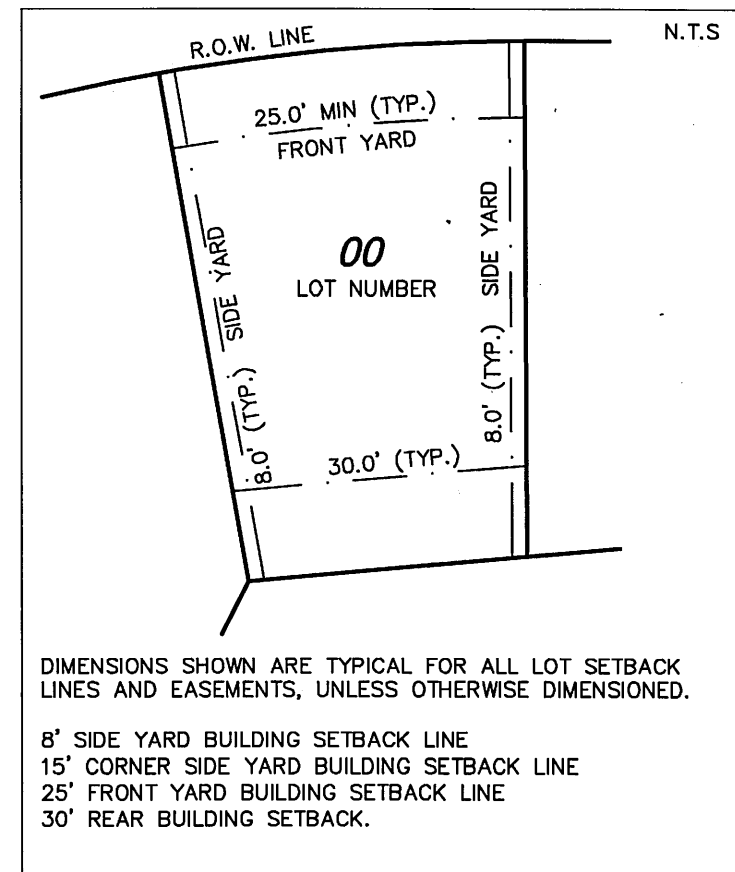 R.O.W. LINE
N.T.S
25.0' MIN (TYP.)
FRONT YARD
00
LOT NUMBER
8.0' (TYP.) SIDE YARD
8.0' (TYP.) SIDE YARD
30.0' (TYP.)
DIMENSIONS SHOWN ARE TYPICAL FOR ALL LOT SETBACK
LINES AND EASEMENTS, UNLESS OTHERWISE DIMENSIONED.
8' SIDE YARD BUILDING SETBACK LINE
15' CORNER SIDE YARD BUILDING SETBACK LINE
25' FRONT YARD BUILDING SETBACK LINE
30' REAR BUILDING SETBACK.